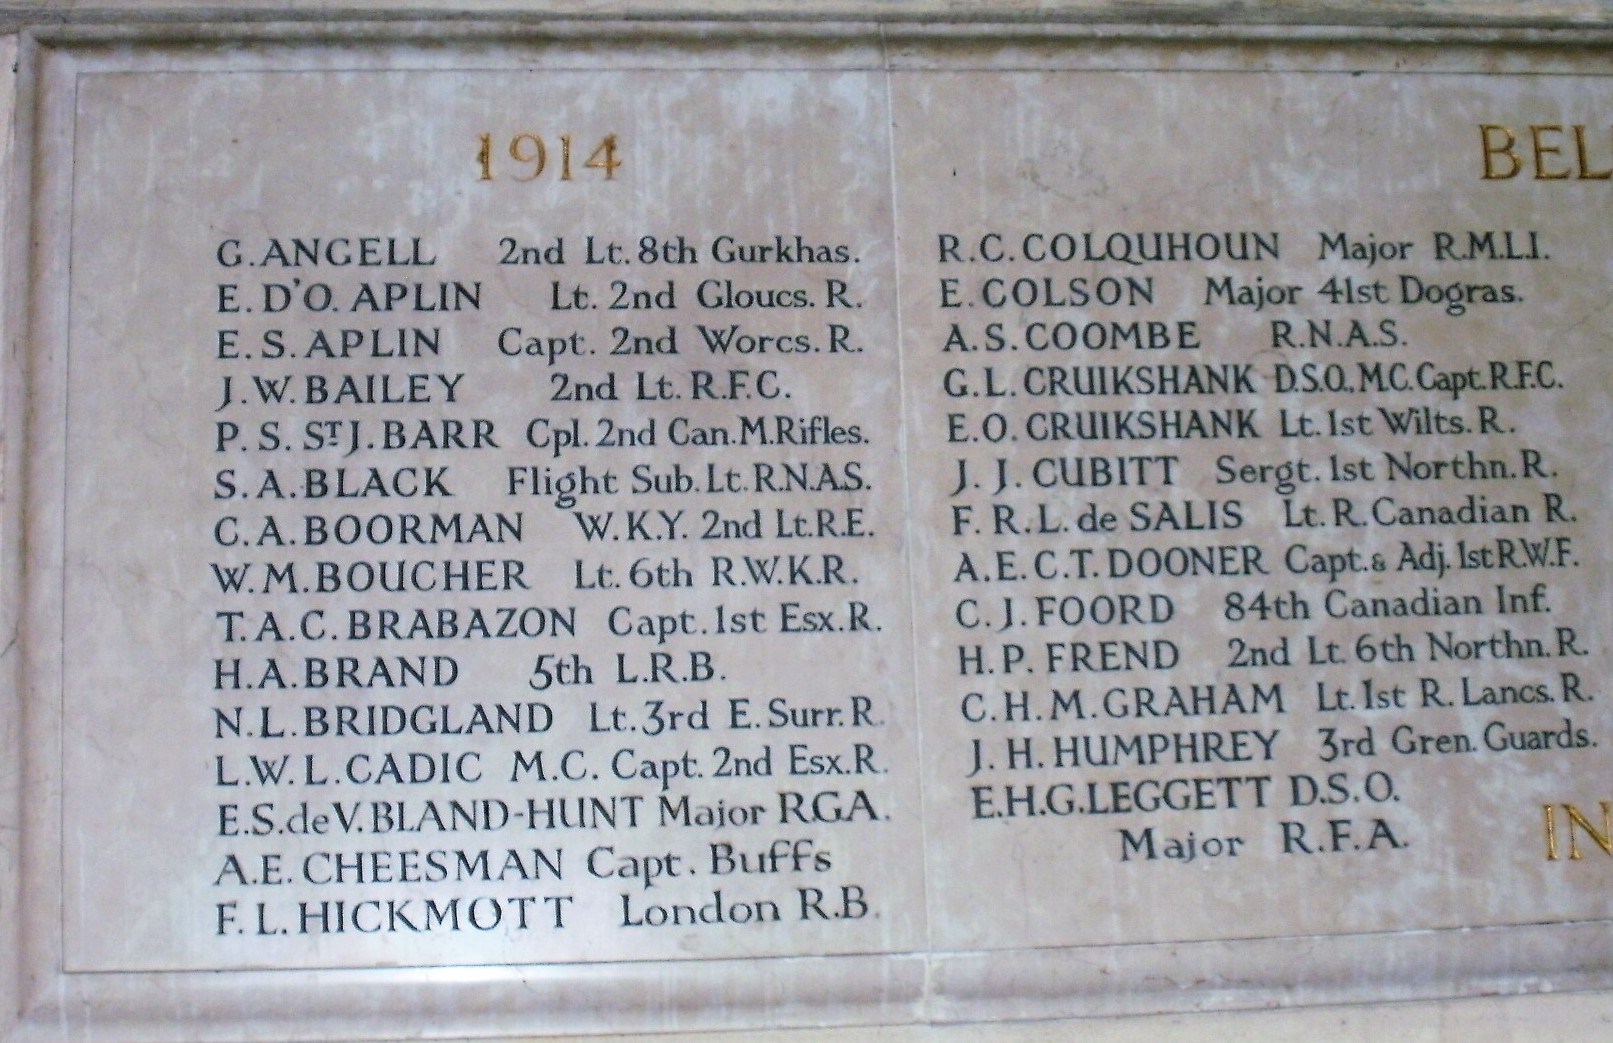 1914
G. ANGELL 2nd Lt. 8th Gurkhas.
E. D'O. APLIN Lt. 2nd Gloucs. R.
E. S. APLIN Capt. 2nd Worcs. R.
J. W. BAILEY 2nd Lt. R.F.C.
P. S. ST J. BARR Cpl. 2nd Can. M. Rifles.
S. A. BLACK Flight Sub. Lt. R.N.A.S.
C. A. BOORMAN W.K.Y. 2nd Lt. R.E.
W. M. BOUCHER Lt. 6th R.W.K.R.
T. A. C. BRABAZON Capt. 1st Esx. R.
H. A. BRAND 5th L.R.B.
N. L. BRIDGLAND Lt. 3rd E. Surr. R.
L. W. L. CADIC M.C. Capt. 2nd Esx. R.
E. S. de V. BLAND-HUNT Major R.G.A.
A. E. CHEESMAN Capt. Buffs
F. L. HICKMOTT London R.B.
BEL
R. C. COLQUHOUN Major R.M.L.I.
E. COLSON Major 41st Dogras.
A. S. COOMBE R.N.A.S.
G. L. CRUIKSHANK D.S.O., M.C. Capt. R.F.C.
E. O. CRUIKSHANK Lt. 1st Wilts. R.
J. J. CUBITT Sergt. 1st Northn. R.
F. R. L. de SALIS Lt. R. Canadian R.
A. E. C. T. DOONER Capt. & Adj. 1st R.W.F.
C. J. FOORD 84th Canadian Inf.
H. P. FREND 2nd Lt. 6th Northn. R.
C. H. M. GRAHAM Lt. 1st R. Lancs. R.
J. H. HUMPHREY 3rd Gren. Guards.
E. H. G. LEGGETT D.S.O.
Major R.F.A.
IN